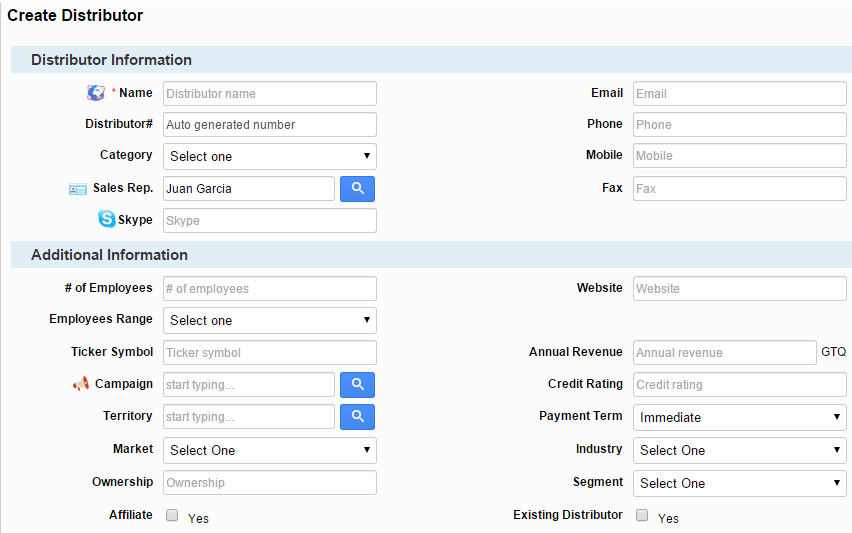 Create Distributor
Distributor Information
* Name Distributor name Email Email
Distributor# Auto generated number Phone Phone
Category Select one Mobile Mobile
Sales Rep. Juan Garcia Fax Fax
S Skype Skype
Additional Information
# of Employees # of employees Website Website
Employees Range Select one
Ticker Symbol Ticker symbol Annual Revenue Annual revenue GTQ
Campaign start typing... Credit Rating Credit rating
Territory start typing... Payment Term Immediate
Market Select One Industry Select One
Ownership Ownership Segment Select One
Affiliate Yes Existing Distributor Yes